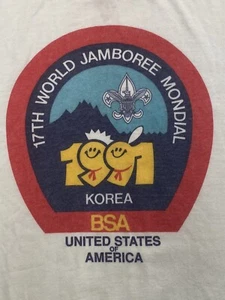 17TH WORLD JAMBOREE MONDIAL
1991
KOREA
BSA
UNITED STATES
OF
AMERICA